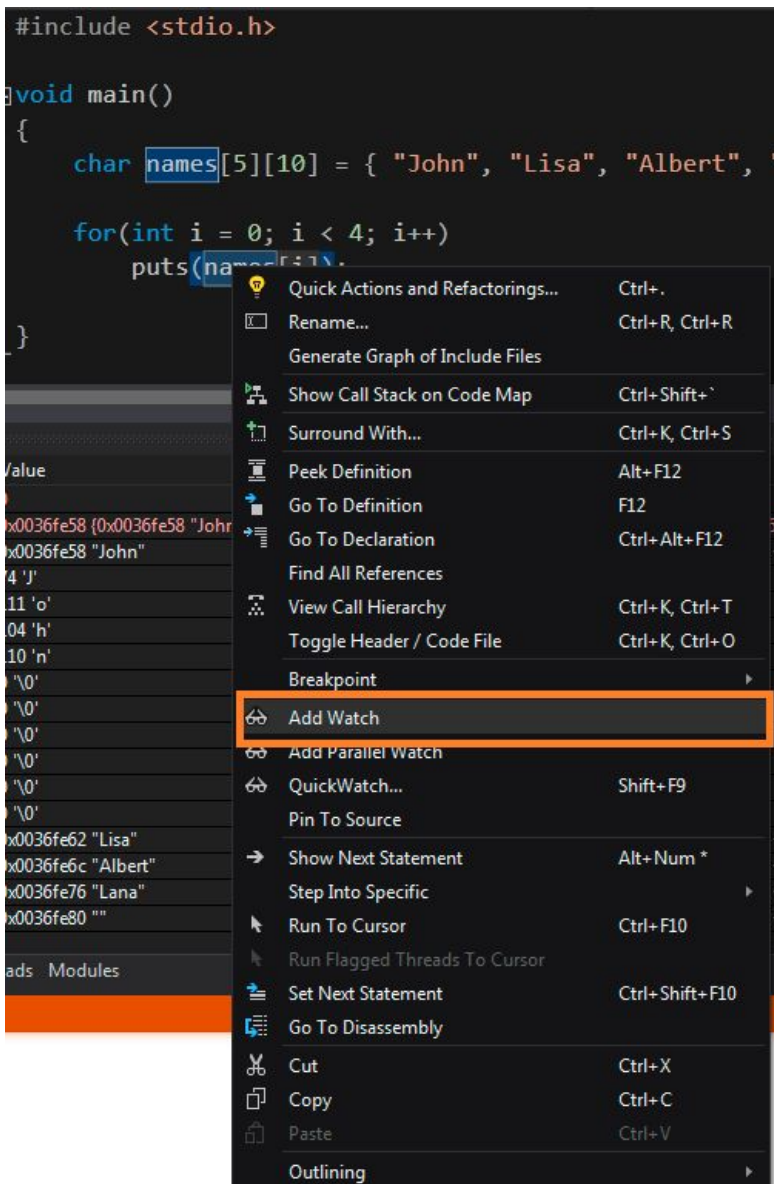 #include <stdio.h>
void main()
{
char names[5][10] = { "John", "Lisa", "Albert",
for(int i = 0; i < 4; i++)
puts(names[i]);
}
Quick Actions and Refactorings... Ctrl+.
Rename... Ctrl+R, Ctrl+R
Generate Graph of Include Files
Show Call Stack on Code Map Ctrl+Shift+`
Surround With... Ctrl+K, Ctrl+S
Peek Definition Alt+F12
Go To Definition F12
Go To Declaration Ctrl+Alt+F12
Find All References
View Call Hierarchy Ctrl+K, Ctrl+T
Toggle Header / Code File Ctrl+K, Ctrl+O
Breakpoint
Add Watch
Add Parallel Watch
QuickWatch... Shift+F9
Pin To Source
Show Next Statement Alt+Num *
Step Into Specific
Run To Cursor Ctrl+F10
Run Flagged Threads To Cursor
Set Next Statement Ctrl+Shift+F10
Go To Disassembly
Cut Ctrl+X
Copy Ctrl+C
Paste Ctrl+V
Outlining
Value
0x0036fe58 {0x0036fe58 "John
0x0036fe58 "John"
74 'J'
111 'o'
104 'h'
110 'n'
0 '\0'
0 '\0'
0 '\0'
0 '\0'
0 '\0'
0 '\0'
0x0036fe62 "Lisa"
0x0036fe6c "Albert"
0x0036fe76 "Lana"
0x0036fe80 ""
ads Modules